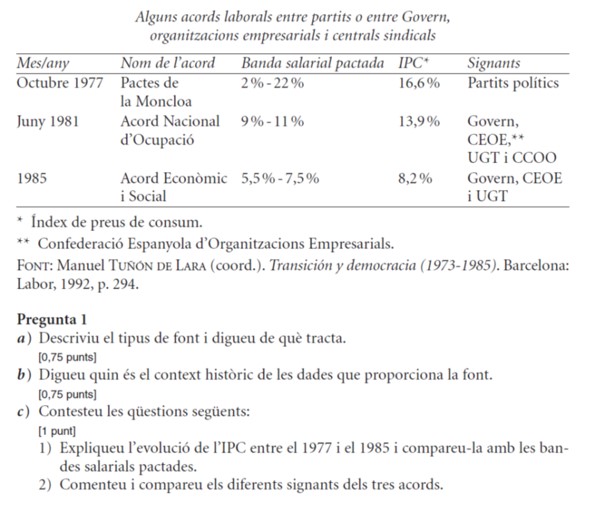 Alguns acords laborals entre partits o entre Govern,
organitzacions empresarials i centrals sindicals
Mes/any Nom de l'acord Banda salarial pactada IPC* Signants
Octubre 1977 Pactes de 2 % - 22 % 16,6 % Partits polítics
la Moncloa
Juny 1981 Acord Nacional 9 % - 11 % 13,9 % Govern,
d'Ocupació CEOE,**
UGT i CCOO
1985 Acord Econòmic 5,5 % - 7,5 % 8,2 % Govern, CEOE
i Social i UGT
* Índex de preus de consum.
** Confederació Espanyola d'Organitzacions Empresarials.
FONT: Manuel TUÑÓN DE LARA (coord.). Transición y democracia (1973-1985). Barcelona:
Labor, 1992, p. 294.
Pregunta 1
a) Descriviu el tipus de font i digueu de què tracta.
[0,75 punts]
b) Digueu quin és el context històric de les dades que proporciona la font.
[0,75 punts]
c) Contesteu les qüestions següents:
[1 punt]
1) Expliqueu l'evolució de l'IPC entre el 1977 i el 1985 i compareu-la amb les ban-
des salarials pactades.
2) Comenteu i compareu els diferents signants dels tres acords.